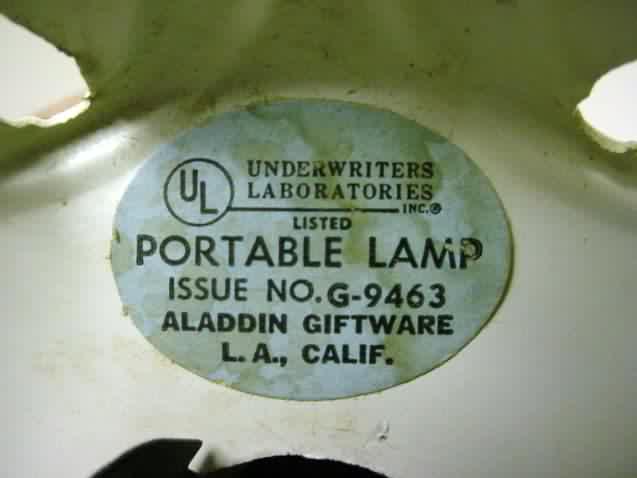 UL
UNDERWRITERS
LABORATORIES
INC.®
LISTED
PORTABLE LAMP
ISSUE NO. G-9463
ALADDIN GIFTWARE
L.A., CALIF.